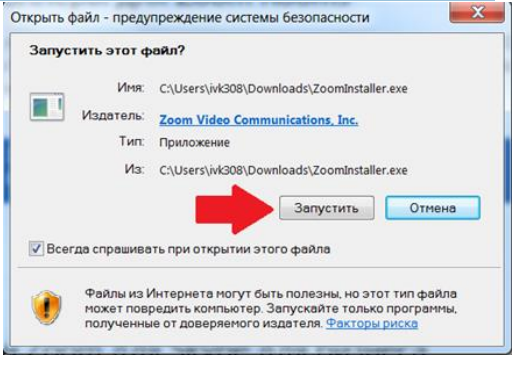 Открыть файл - предупреждение системы безопасности
Запустить этот файл?
Имя: C:\Users\ivk308\Downloads\ZoomInstaller.exe
Издатель: Zoom Video Communications, Inc.
Тип: Приложение
Из: C:\Users\ivk308\Downloads\ZoomInstaller.exe
Запустить Отмена
Всегда спрашивать при открытии этого файла
Файлы из Интернета могут быть полезны, но этот тип файла
может повредить компьютер. Запускайте только программы,
полученные от доверяемого издателя. Факторы риска